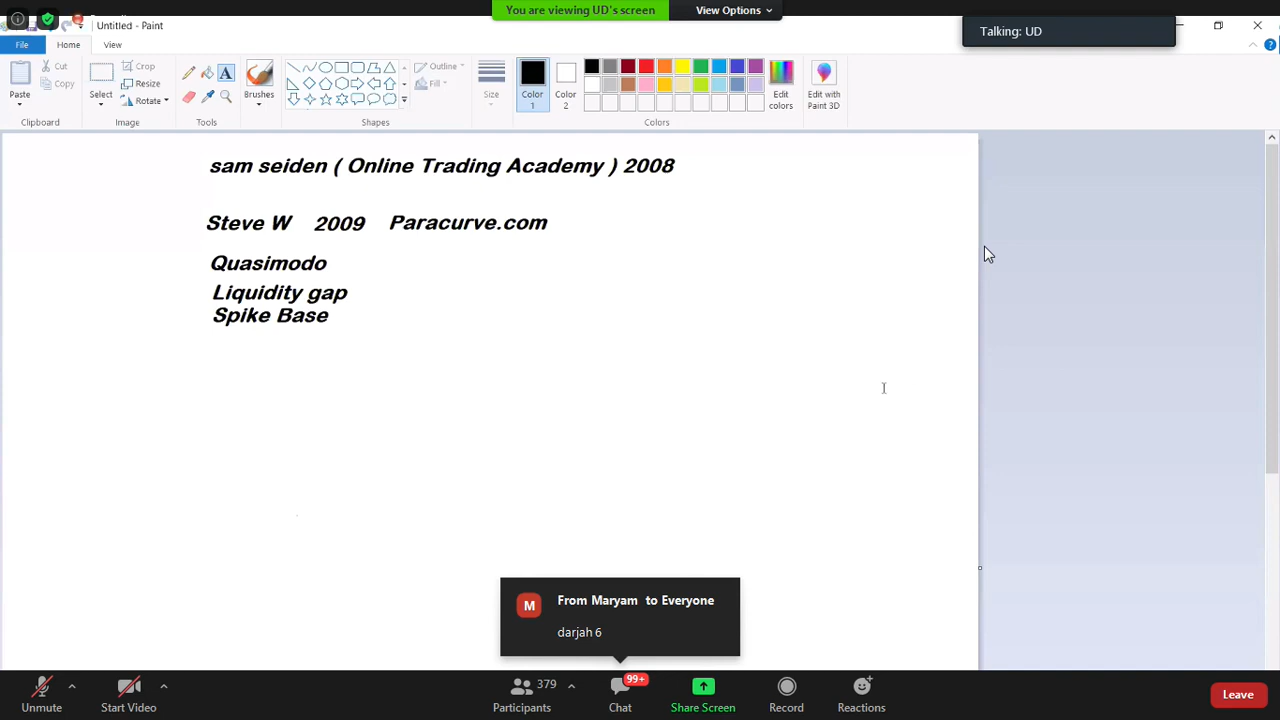 You are viewing UD's screen
View Options
Talking: UD
Untitled - Paint
File
Home
View
Paste
Cut
Copy
Select
Crop
Resize
Rotate
Brushes
Outline
Fill
Size
Color 1
Color 2
Edit colors
Edit with Paint 3D
Clipboard
Image
Tools
Shapes
Colors
sam seiden ( Online Trading Academy ) 2008
Steve W 2009 Paracurve.com
Quasimodo
Liquidity gap
Spike Base
M
From Maryam to Everyone
darjah 6
Unmute
Start Video
379
Participants
99+
Chat
Share Screen
Record
Reactions
Leave